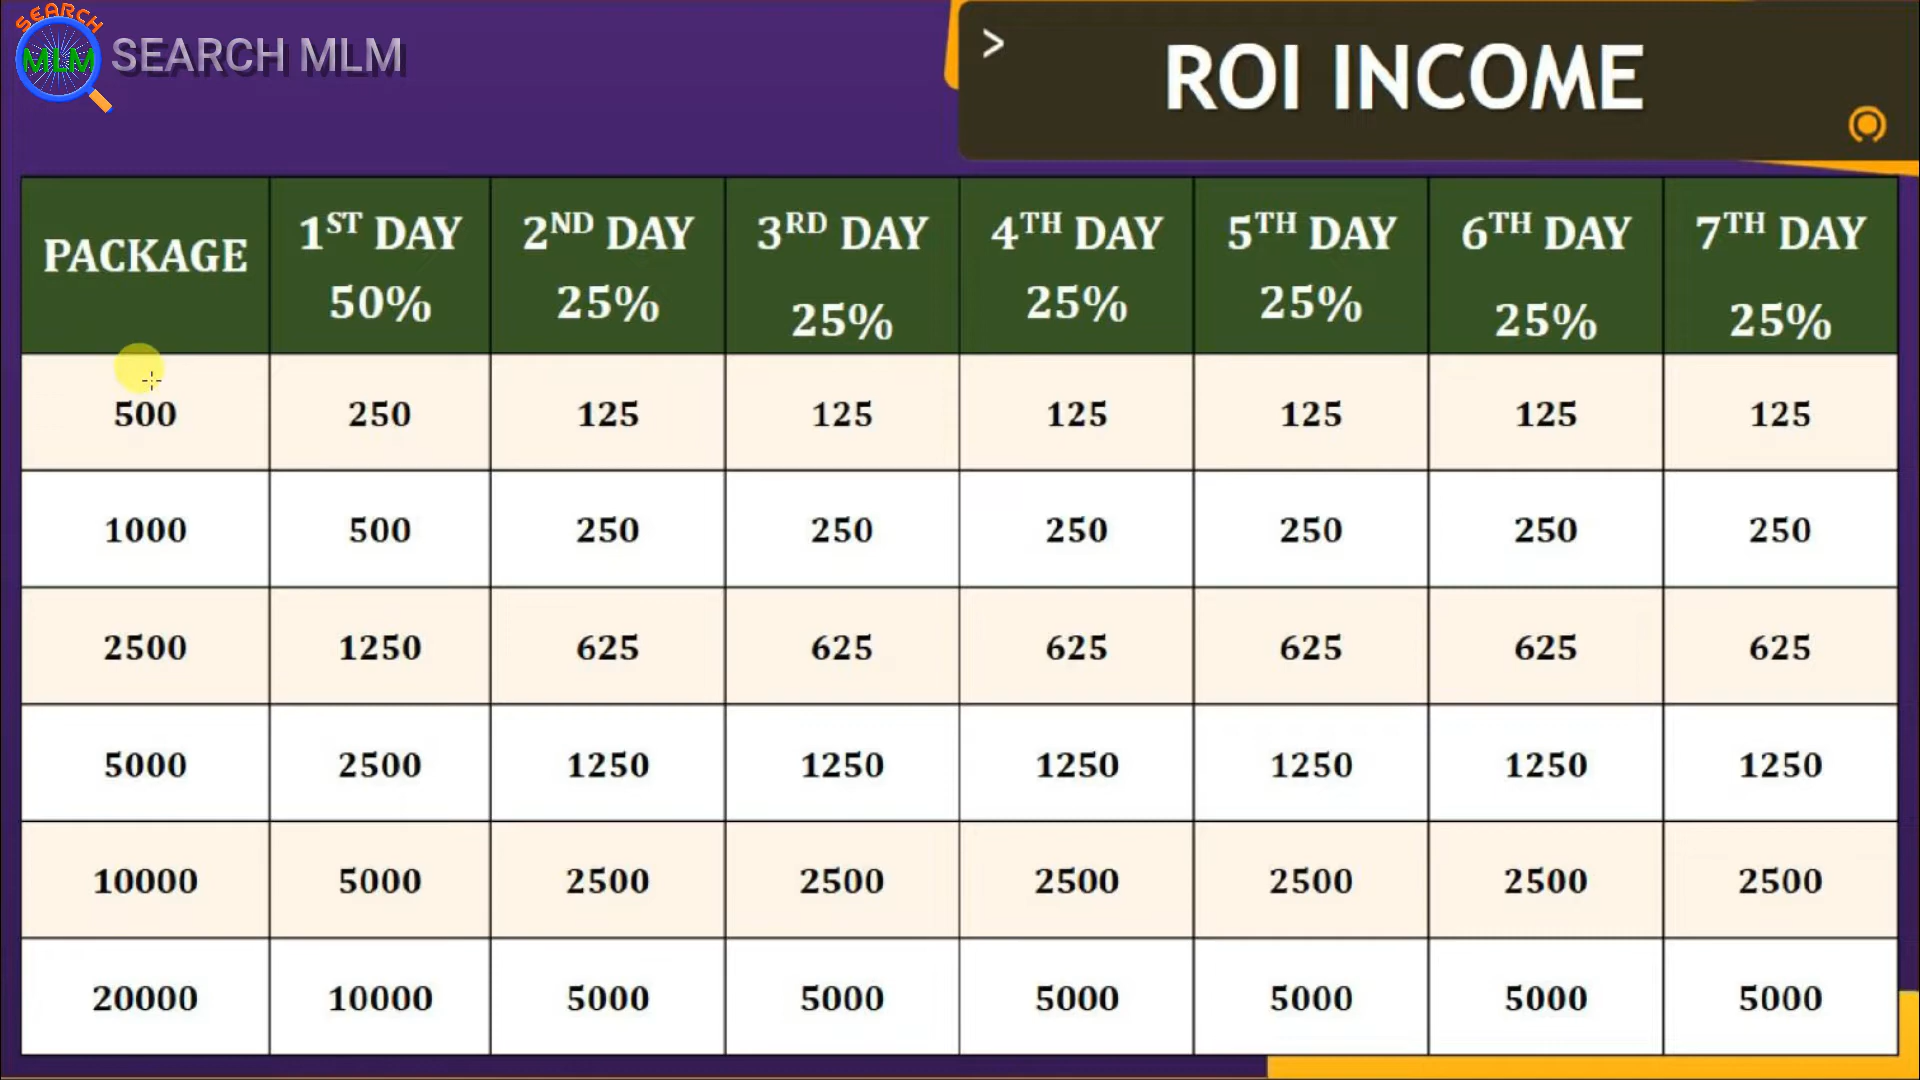 SEARCH
MLM
SEARCH MLM
>
ROI INCOME
PACKAGE 1ST DAY 50% 2ND DAY 25% 3RD DAY 25% 4TH DAY 25% 5TH DAY 25% 6TH DAY 25% 7TH DAY 25%
500 250 125 125 125 125 125 125
1000 500 250 250 250 250 250 250
2500 1250 625 625 625 625 625 625
5000 2500 1250 1250 1250 1250 1250 1250
10000 5000 2500 2500 2500 2500 2500 2500
20000 10000 5000 5000 5000 5000 5000 5000